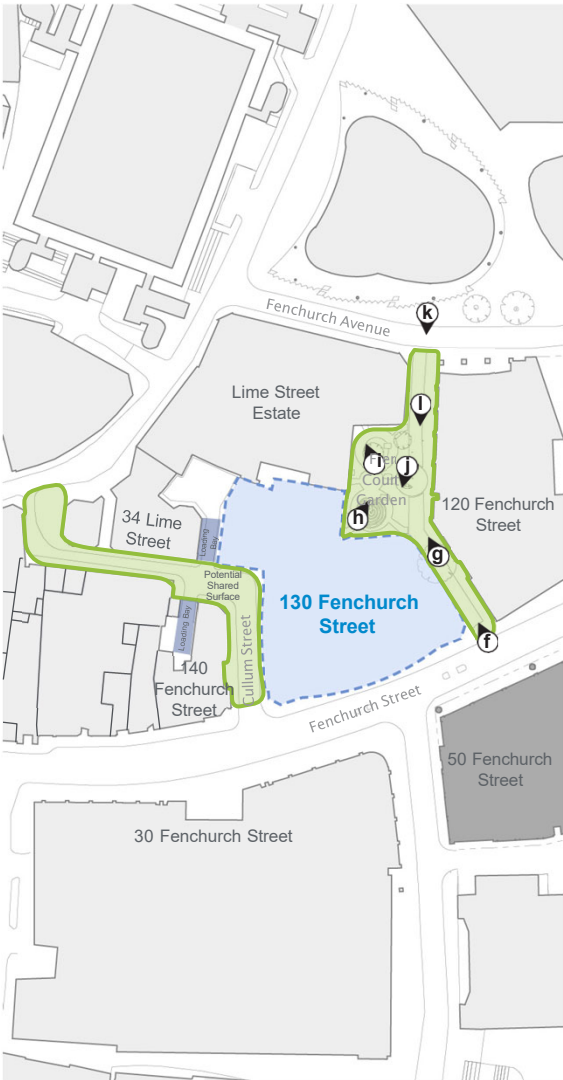 Fenchurch Avenue
k
Lime Street
Estate
l
i
j
Court
Garden
h
120 Fenchurch
Street
g
34 Lime
Street
Loading
Bay
Potential
Shared
Surface
130 Fenchurch
Street
f
Loading Bay
Cullum Street
140
Fenchurch
Street
Fenchurch Street
50 Fenchurch
Street
30 Fenchurch Street